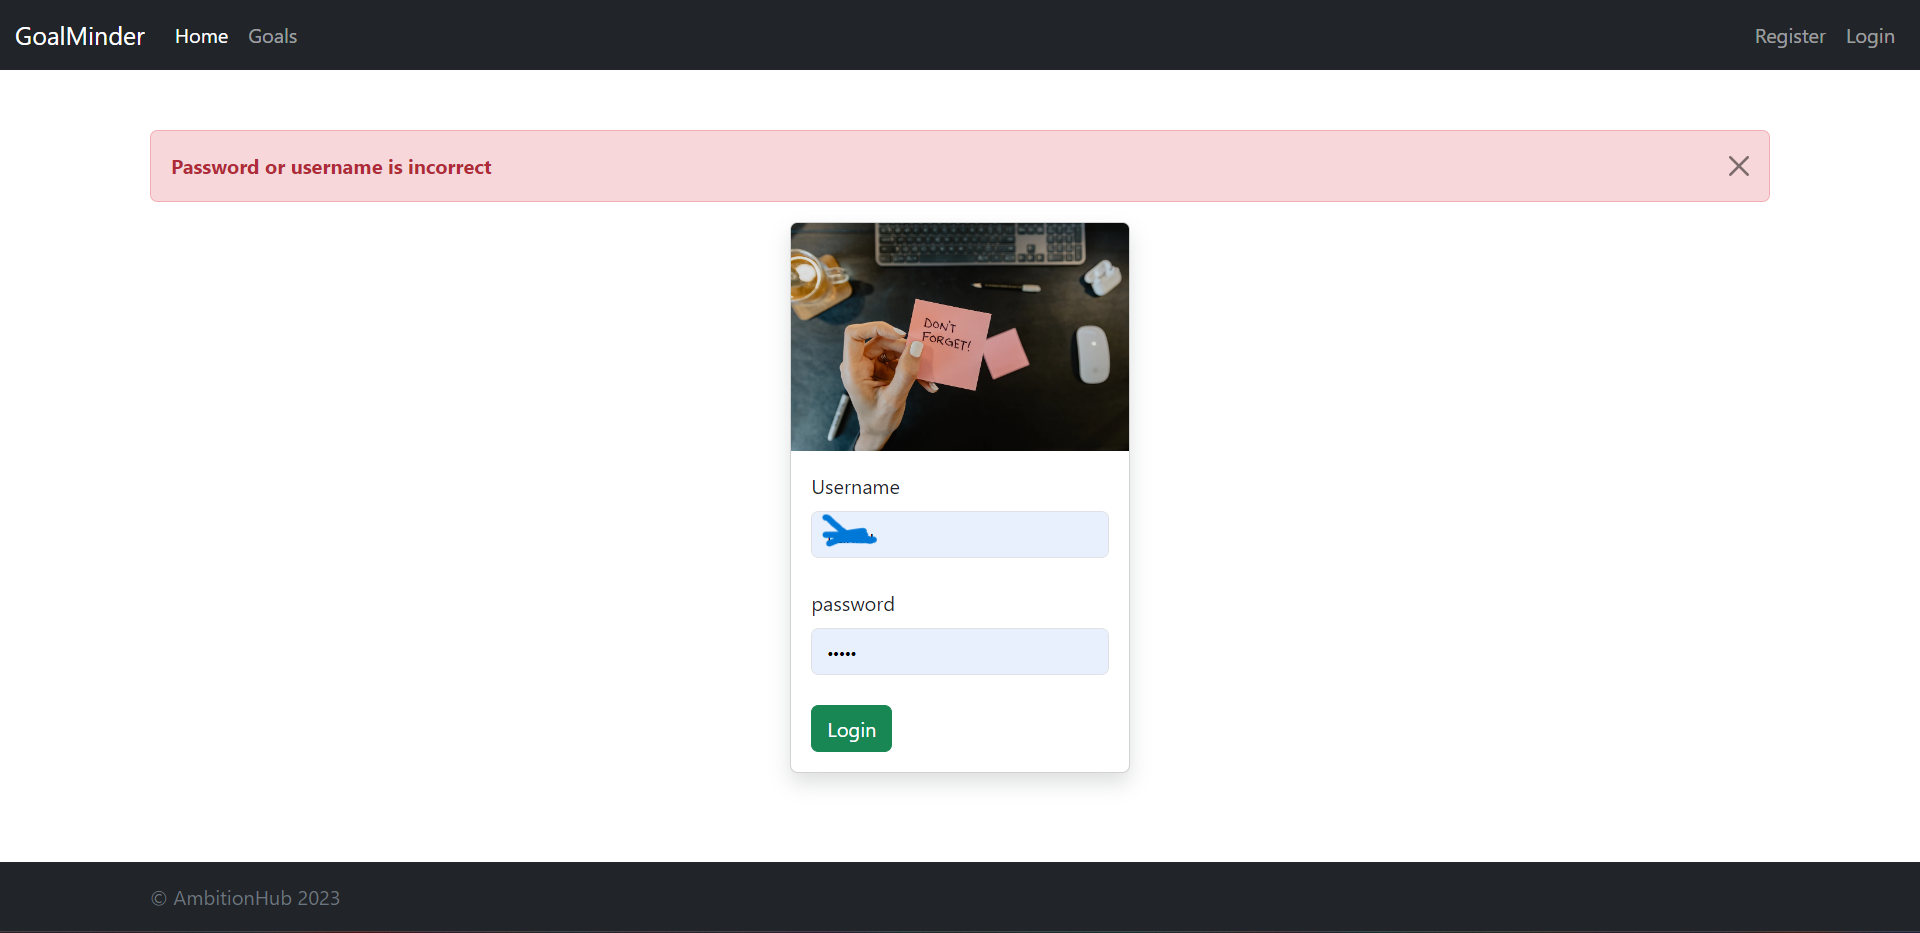 GoalMinder Home Goals Register Login
Password or username is incorrect
DON'T
FORGET!
Username
password
•••••
Login
© AmbitionHub 2023